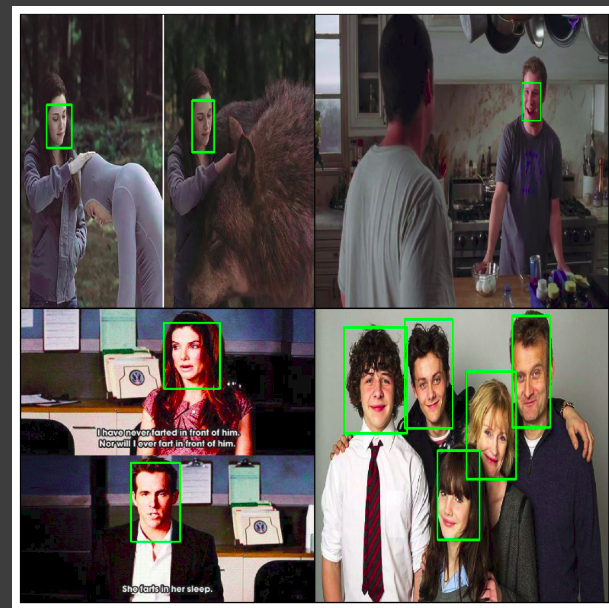 I have never farted in front of him.
Nor will I ever fart in front of him.
She farts in her sleep.